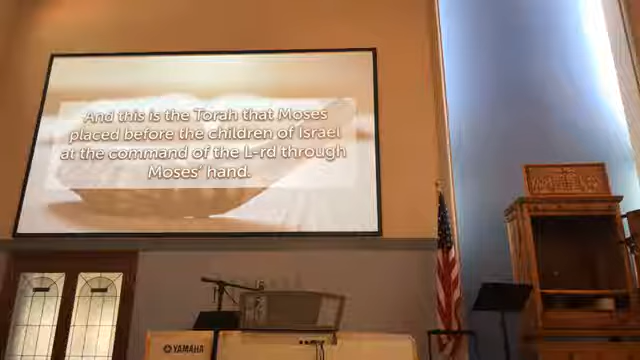 And this is the Torah that Moses
placed before the children of Israel
at the command of the L-rd through
Moses' hand.
YAMAHA